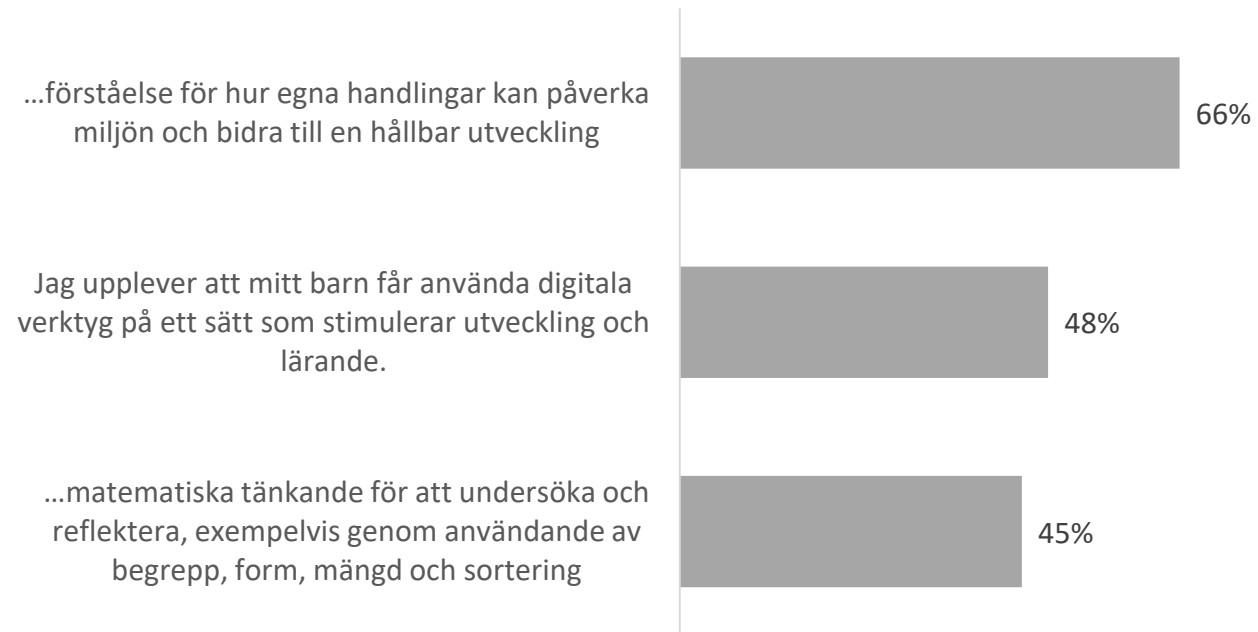 …förståelse för hur egna handlingar kan påverka
miljön och bidra till en hållbar utveckling
66%
Jag upplever att mitt barn får använda digitala
verktyg på ett sätt som stimulerar utveckling och
lärande.
48%
…matematiska tänkande för att undersöka och
reflektera, exempelvis genom användande av
begrepp, form, mängd och sortering
45%